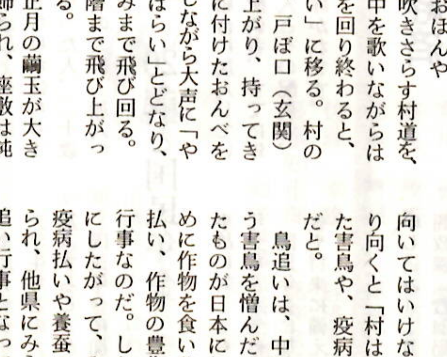 おはんや
吹きさらす村道を、
中を歌いながらは
を回り終わると、
い」に移る。村の
戸ぼ口（玄関）
上がり、持ってき
に付けたおんべを
しながら大声に「や
はらい」とどなり、
みまで飛び回る。
階まで飛び上がっ
る。
正月の繭玉が大き
飾られ、座敷は純
向いてはいけな
り向くと「村は
た害鳥や、疫病
だと。
鳥追いは、中
う害鳥を憎んだ
たものが日本に
めに作物を食い
払い、作物の豊
行事なのだ。し
にしたがって、
疫病払いや養蚕
られ、他県にみ
追い行事となっ